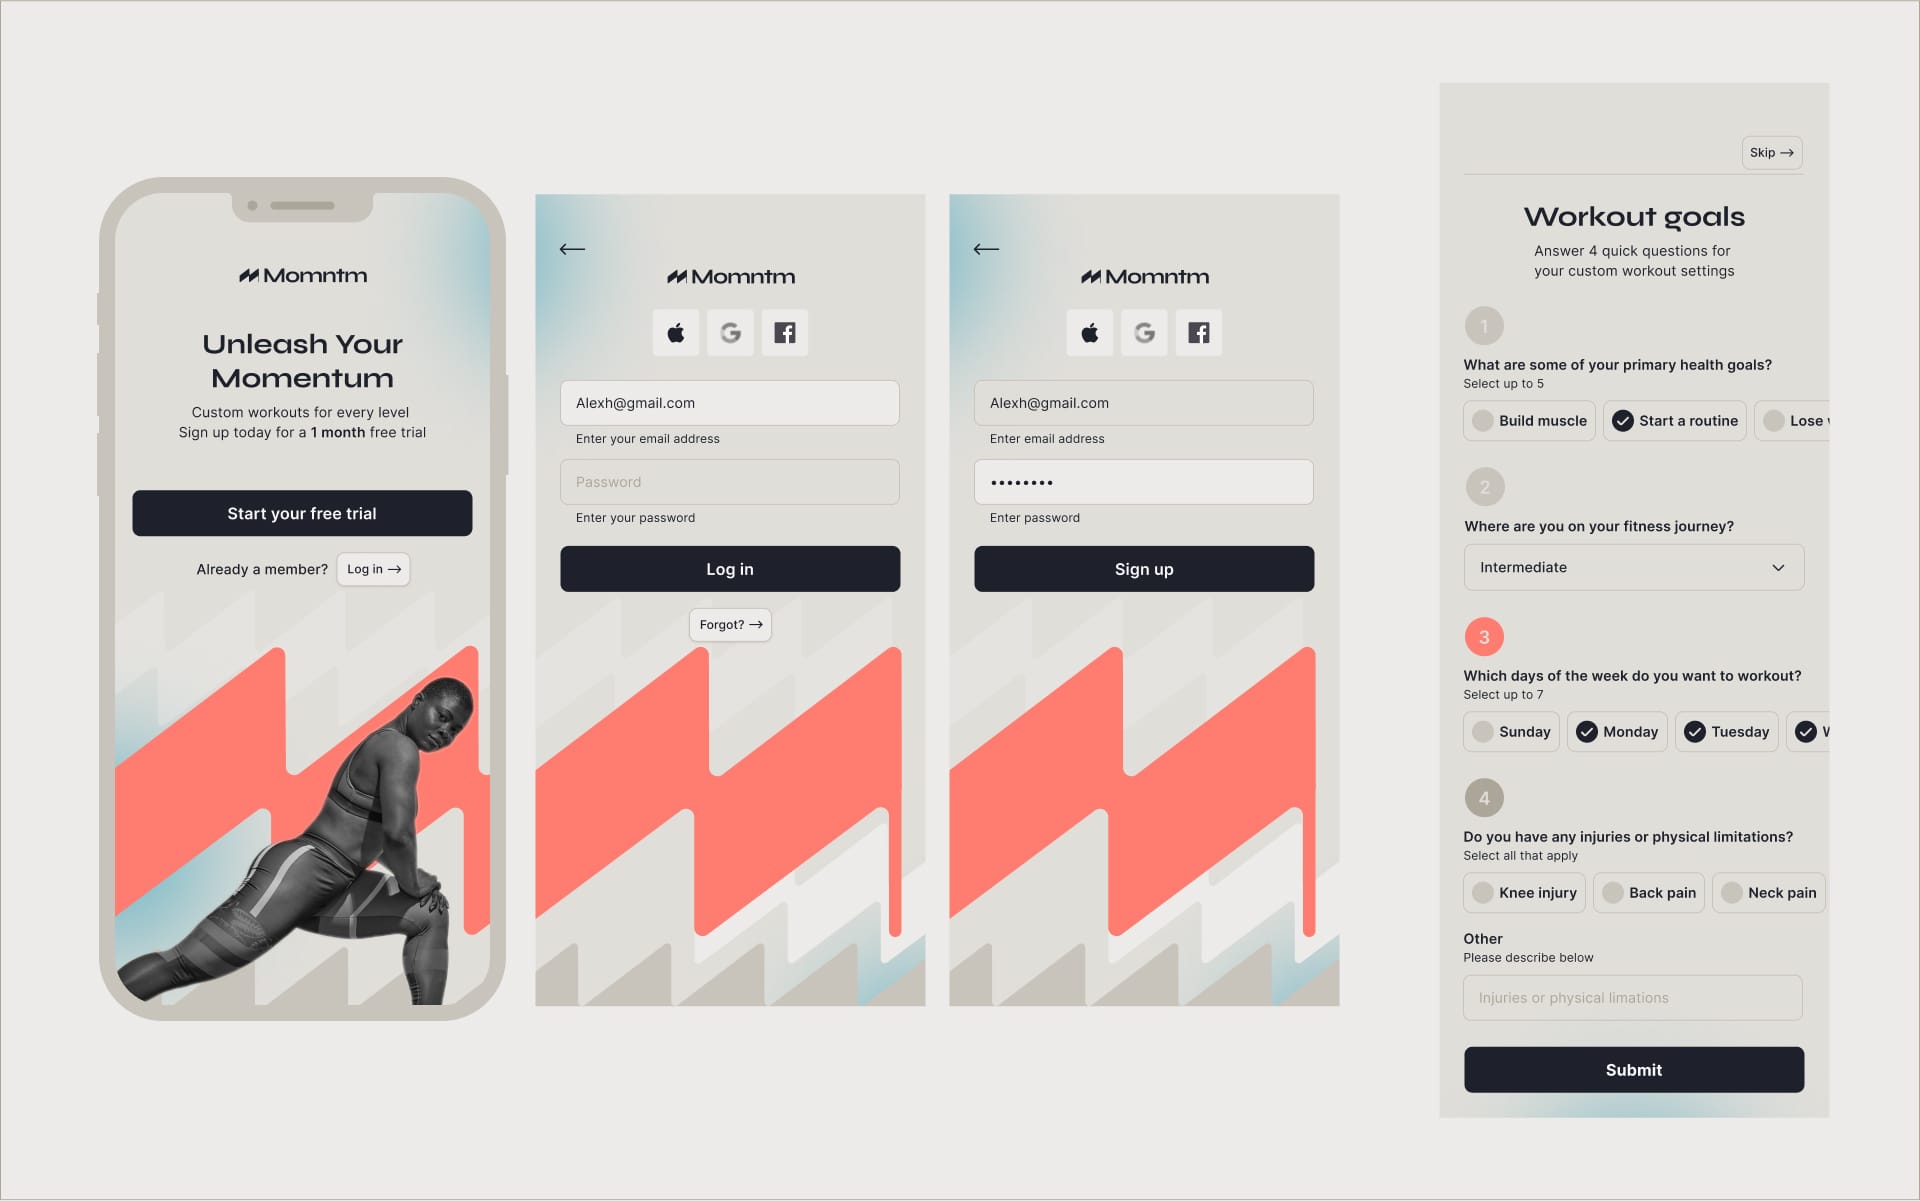 Momntm
Unleash Your
Momentum
Custom workouts for every level
Sign up today for a 1 month free trial
Start your free trial
Already a member?
Log in →
←
Momntm
Alexh@gmail.com
Enter your email address
Password
Enter your password
Log in
Forgot? →
←
Momntm
Alexh@gmail.com
Enter email address
••••••••
Enter password
Sign up
Skip →
Workout goals
Answer 4 quick questions for
your custom workout settings
1
What are some of your primary health goals?
Select up to 5
Build muscle
Start a routine
Lose
2
Where are you on your fitness journey?
Intermediate
3
Which days of the week do you want to workout?
Select up to 7
Sunday
Monday
Tuesday
4
Do you have any injuries or physical limitations?
Select all that apply
Knee injury
Back pain
Neck pain
Other
Please describe below
Injuries or physical limations
Submit